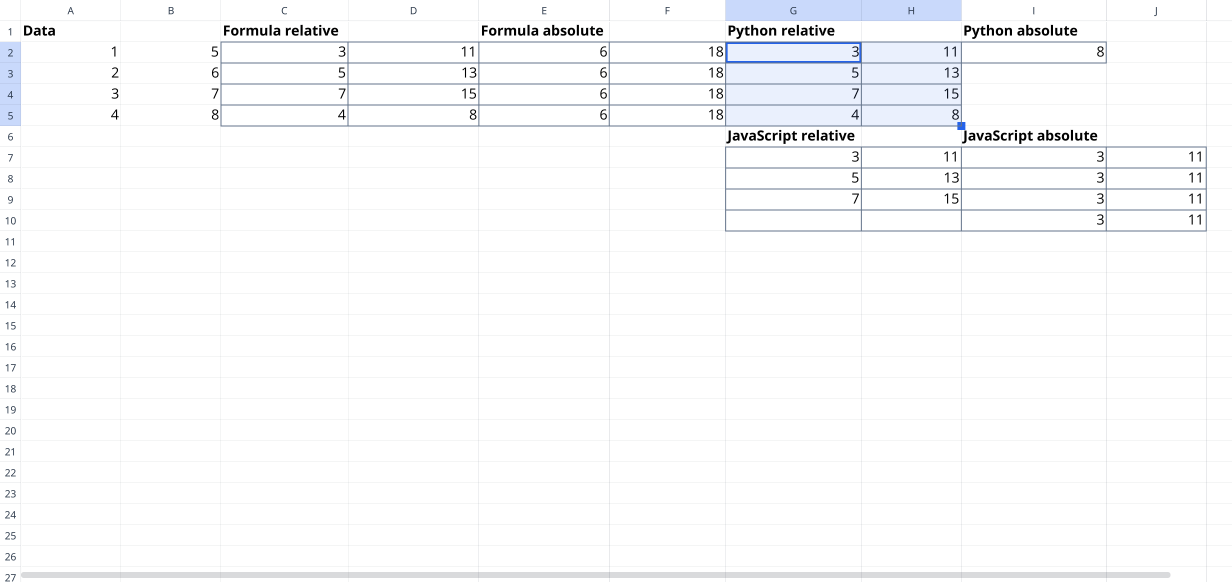 A B C D E F G H I J
1 Data Formula relative Formula absolute Python relative Python absolute
2 1 5 3 11 6 18 3 11 8
3 2 6 5 13 6 18 5 13
4 3 7 7 15 6 18 7 15
5 4 8 4 8 6 18 4 8
6 JavaScript relative JavaScript absolute
7 3 11 3 11
8 5 13 3 11
9 7 15 3 11
10 3 11
11
12
13
14
15
16
17
18
19
20
21
22
23
24
25
26
27